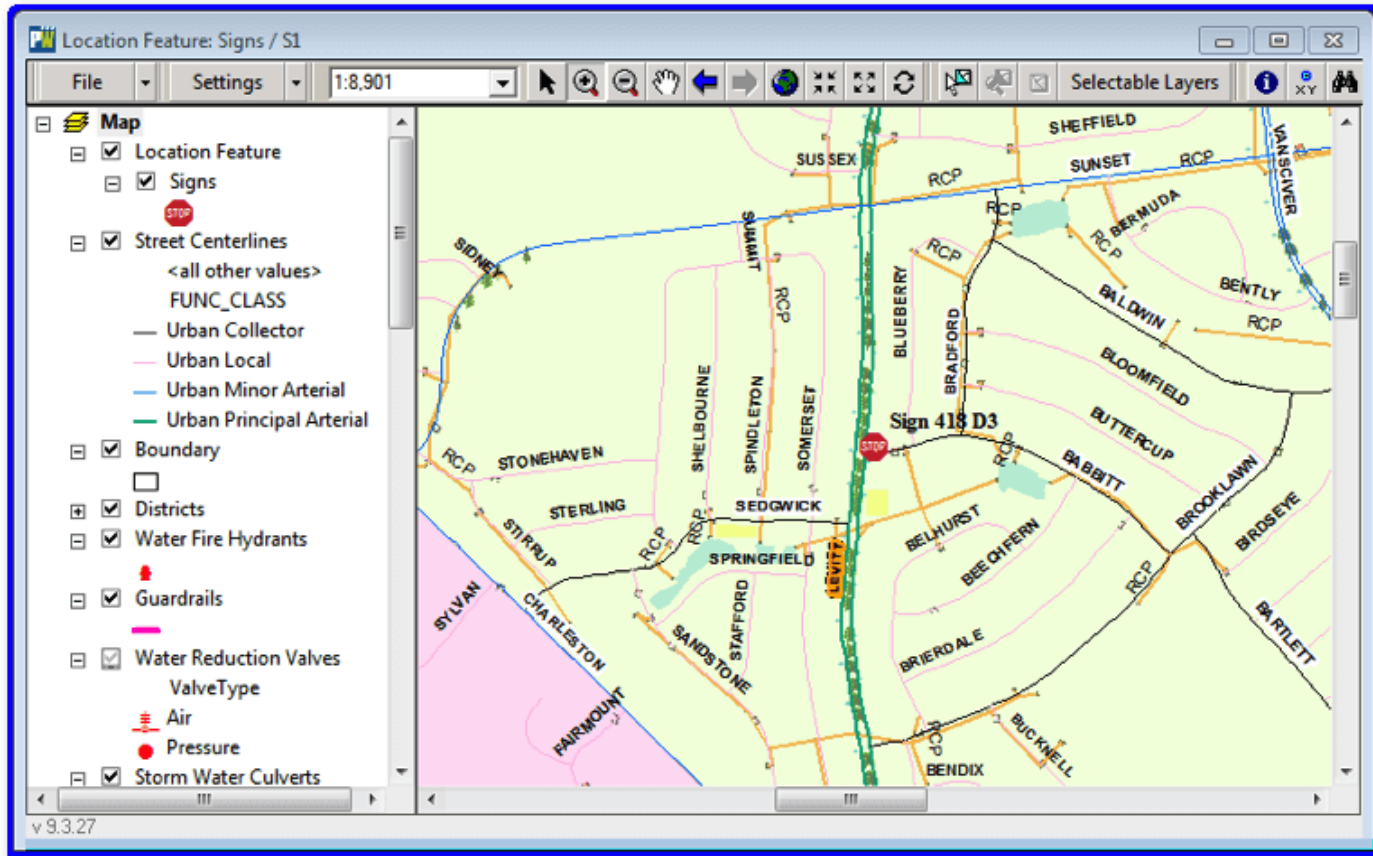 Location Feature: Signs / S1
File
Settings
1:8,901
Selectable Layers
XY
Map
Location Feature
Signs
STOP
Street Centerlines
<all other values>
FUNC_CLASS
Urban Collector
Urban Local
Urban Minor Arterial
Urban Principal Arterial
Boundary
Districts
Water Fire Hydrants
Guardrails
Water Reduction Valves
ValveType
Air
Pressure
Storm Water Culverts
v 9.3.27
SHEFFIELD
VAN SCIVER
SUSSEX
SUNSET
RCP
RCP
RCP
BERMUDA
SUMMIT
SIDNEY
RCP
RCP
BLUEBERRY
BENTLY
RCP
BALDWIN
RCP
BRADFORD
BLOOMFIELD
SHELBOURNE
SPINDLETON
SOMERSET
Sign 418 D3
STOP
BUTTERCUP
RCP
BABBITT
RCP
STONEHAVEN
BROOKLAWN
STERLING
SEDGWICK
BIRDSEYE
RCP
RCP
STIRRUP
SPRINGFIELD
LEVITT
BELHURST
BEECHFERN
RCP
SYLVAN
CHARLESTON
STAFFORD
SANDSTONE
BARTLETT
BRIERDALE
FAIRMOUNT
RCP
BUCKNELL
BENDIX